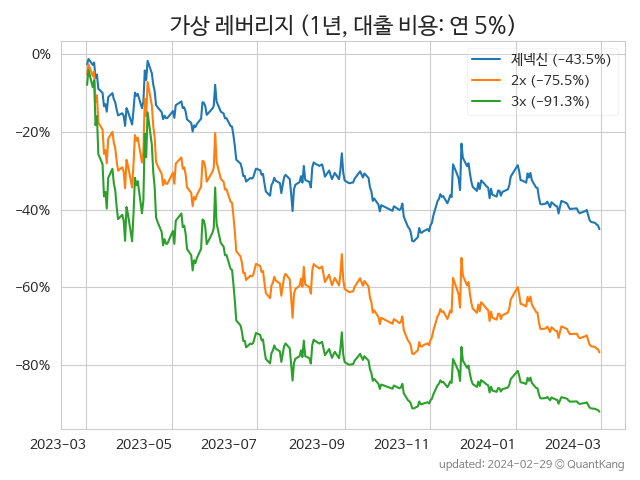 가상 레버리지 (1년, 대출 비용: 연 5%)
제넥신 (−43.5%)
2x (−75.5%)
3x (−91.3%)
0%
−20%
−40%
−60%
−80%
2023-03 2023-05 2023-07 2023-09 2023-11 2024-01 2024-03
updated: 2024-02-29 © QuantKang